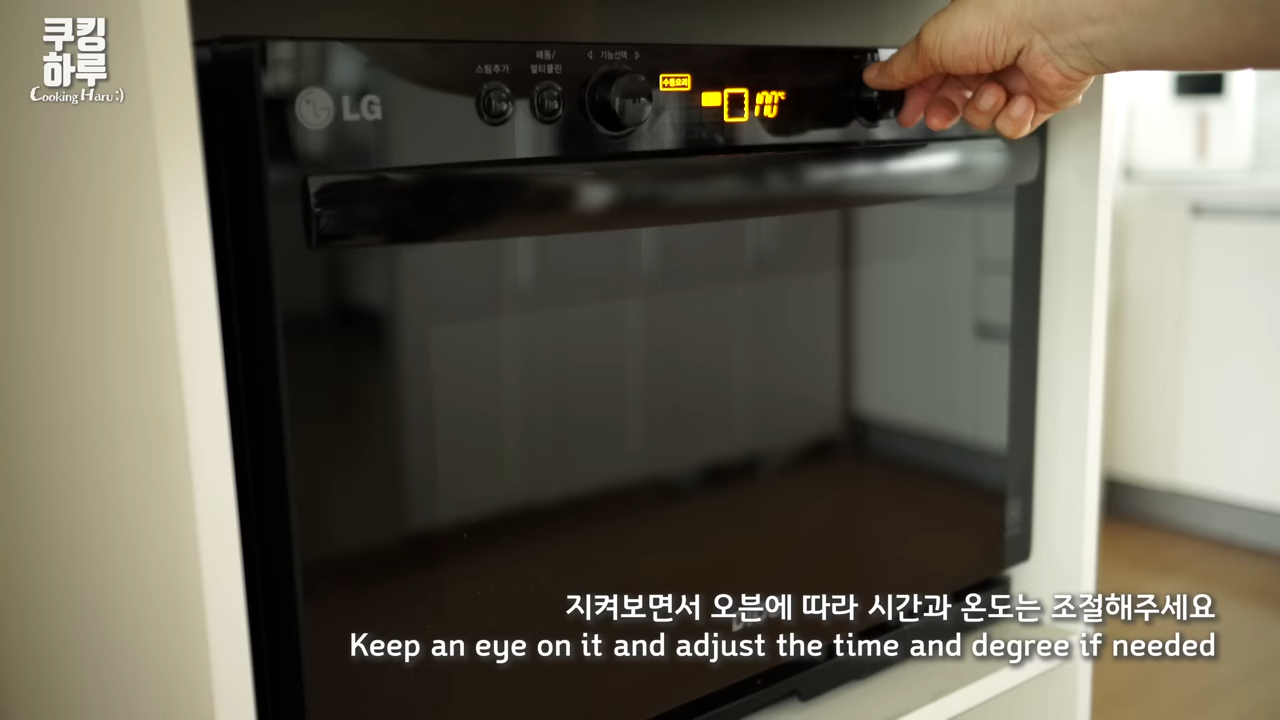 쿠킹
하루
Cooking Haru :)
해동/
멀티클린
스팀추가
◁ 기능선택 ▷
LG
수동요리
170℃
지켜보면서 오븐에 따라 시간과 온도는 조절해주세요
Keep an eye on it and adjust the time and degree if needed